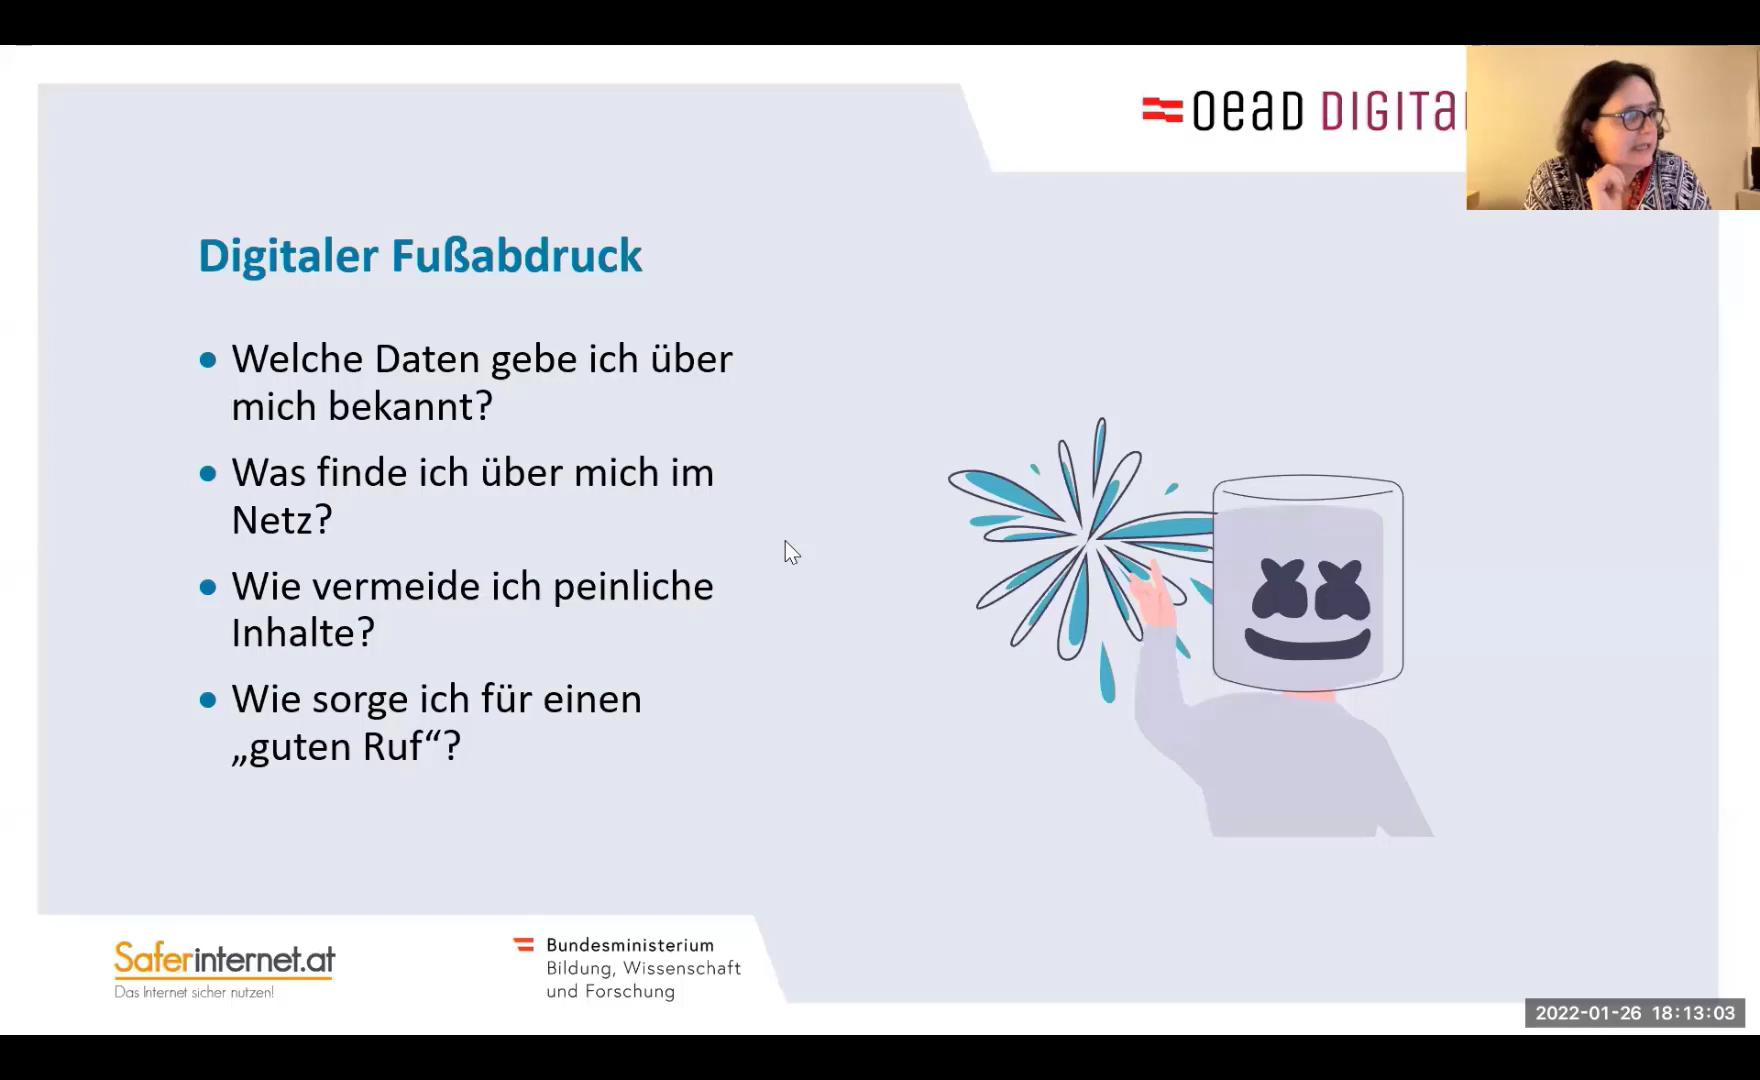 OeAD DIGITA
Digitaler Fußabdruck
• Welche Daten gebe ich über
mich bekannt?
• Was finde ich über mich im
Netz?
• Wie vermeide ich peinliche
Inhalte?
• Wie sorge ich für einen
„guten Ruf“?
Saferinternet.at
Das Internet sicher nutzen!
Bundesministerium
Bildung, Wissenschaft
und Forschung
2022-01-26 18:13:03